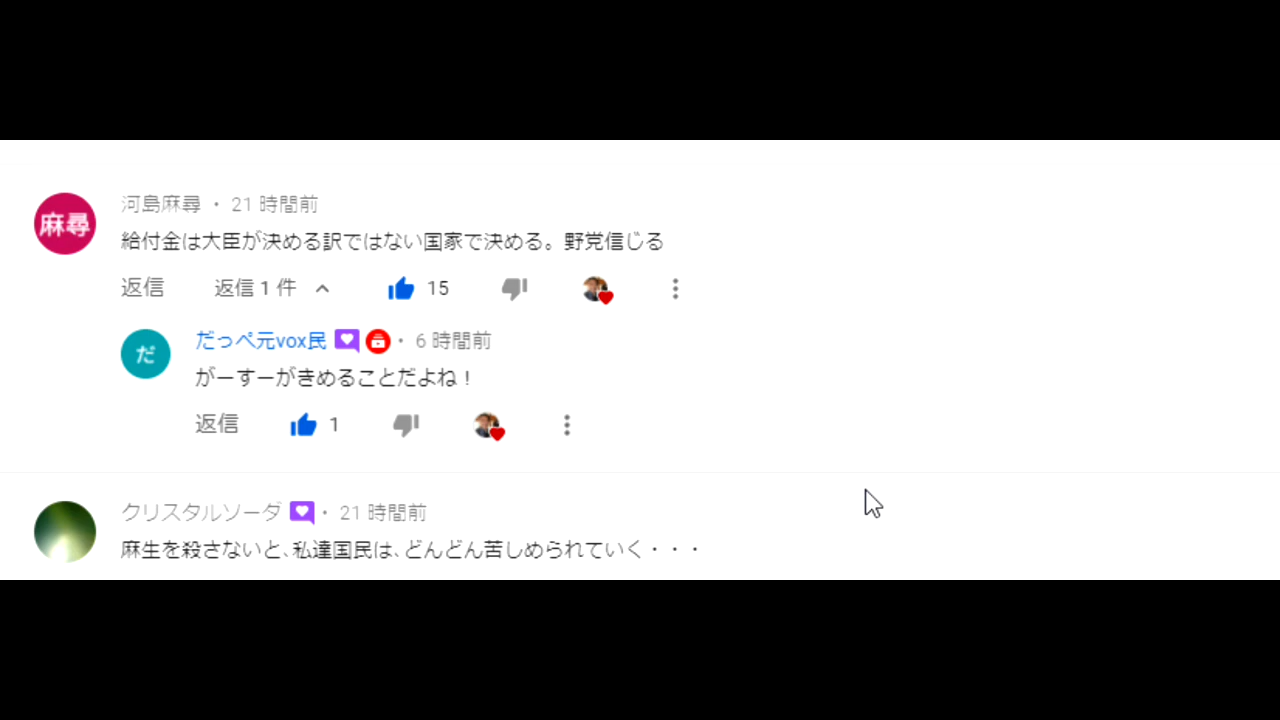 麻尋
河島麻尋 ・ 21 時間前
給付金は大臣が決める訳ではない国家で決める。野党信じる
返信 返信 1 件 15
だ
だっぺ元vox民 ・ 6 時間前
がーすーがきめることだよね！
返信 1
クリスタルソーダ ・ 21 時間前
麻生を殺さないと、私達国民は、どんどん苦しめられていく・・・